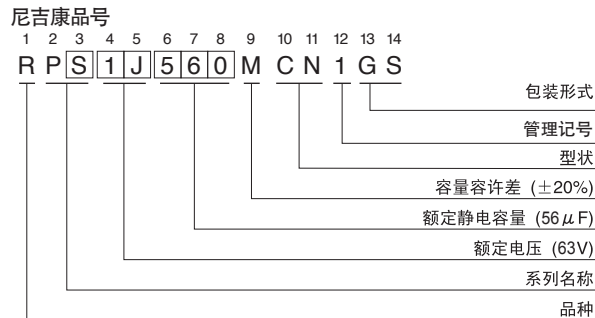 尼吉康品号
1 2 3 4 5 6 7 8 9 10 11 12 13 14
R P S 1 J 5 6 0 M C N 1 G S
包装形式
管理记号
型状
容量容许差 (±20%)
额定静电容量 (56μF)
额定电压 (63V)
系列名称
品种